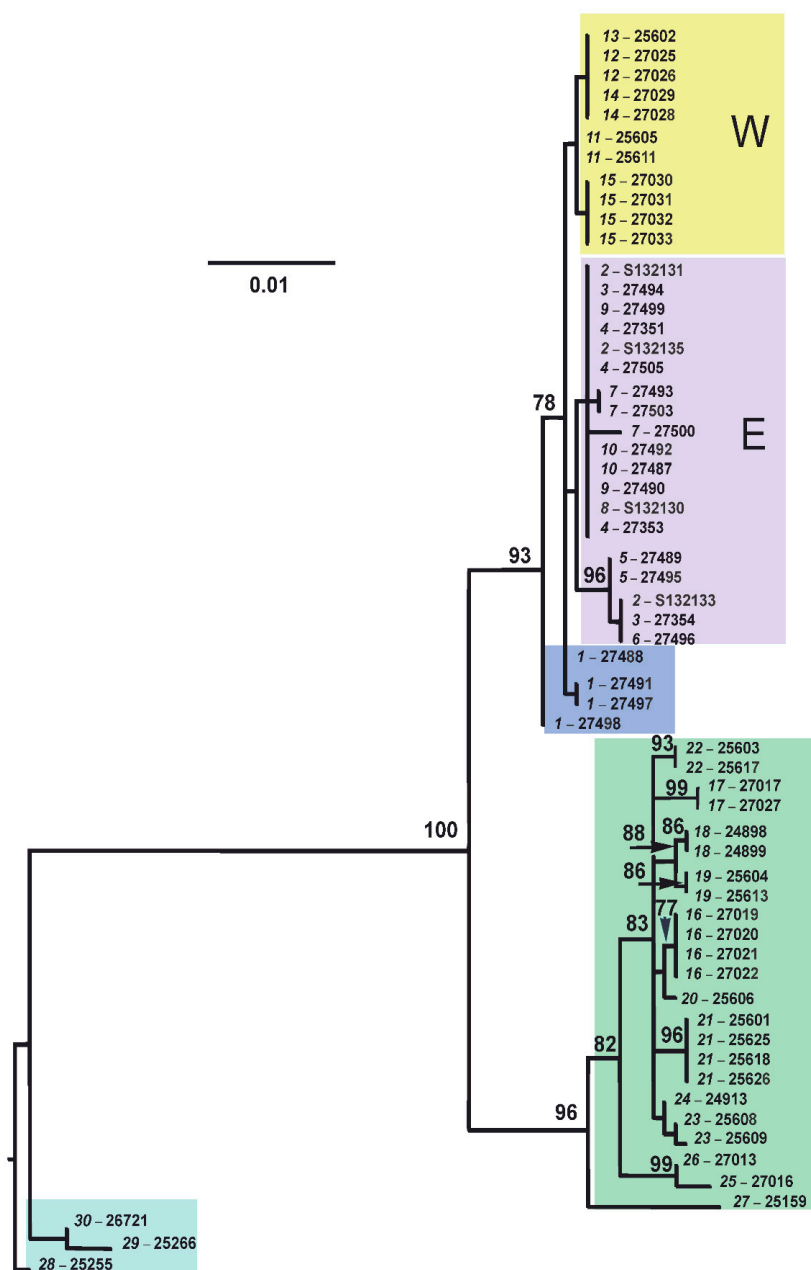 13 – 25602
12 – 27025
12 – 27026
14 – 27029
14 – 27028
11 – 25605
11 – 25611
15 – 27030
15 – 27031
15 – 27032
15 – 27033
W
0.01
2 – S132131
3 – 27494
9 – 27499
4 – 27351
2 – S132135
4 – 27505
7 – 27493
7 – 27503
7 – 27500
10 – 27492
10 – 27487
9 – 27490
8 – S132130
4 – 27353
E
78
93
96
5 – 27489
5 – 27495
2 – S132133
3 – 27354
6 – 27496
1 – 27488
1 – 27491
1 – 27497
1 – 27498
93
22 – 25603
22 – 25617
99
17 – 27017
17 – 27027
100
88
86
18 – 24898
18 – 24899
86
19 – 25604
19 – 25613
83
77
16 – 27019
16 – 27020
16 – 27021
16 – 27022
20 – 25606
96
21 – 25601
21 – 25625
21 – 25618
21 – 25626
82
24 – 24913
23 – 25608
23 – 25609
96
99
26 – 27013
25 – 27016
27 – 25159
30 – 26721
29 – 25266
28 – 25255